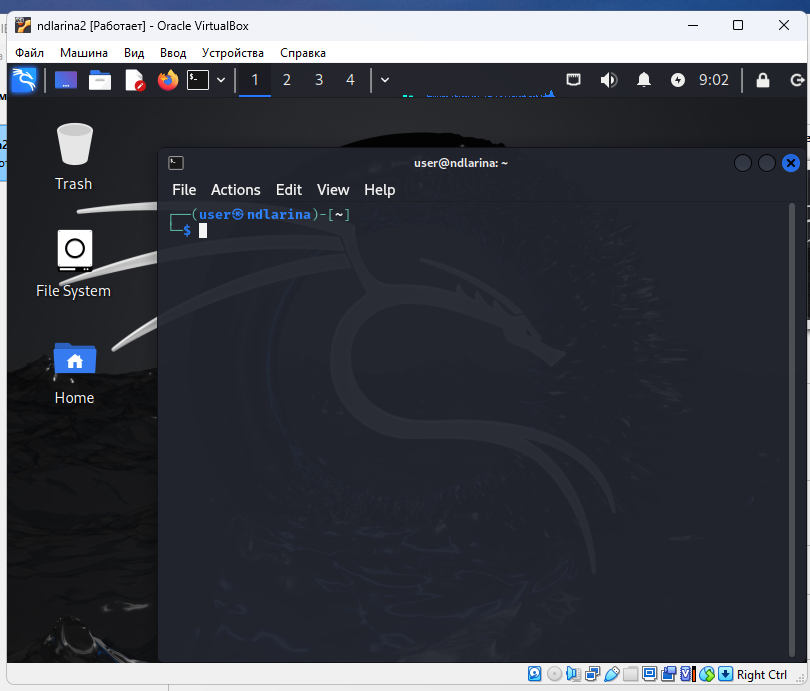 ndlarina2 [Работает] - Oracle VirtualBox
Файл Машина Вид Ввод Устройства Справка
1 2 3 4 9:02
Trash
File System
Home
user@ndlarina: ~
File Actions Edit View Help
┌──(user㉿ndlarina)-[~]
└─$
Right Ctrl